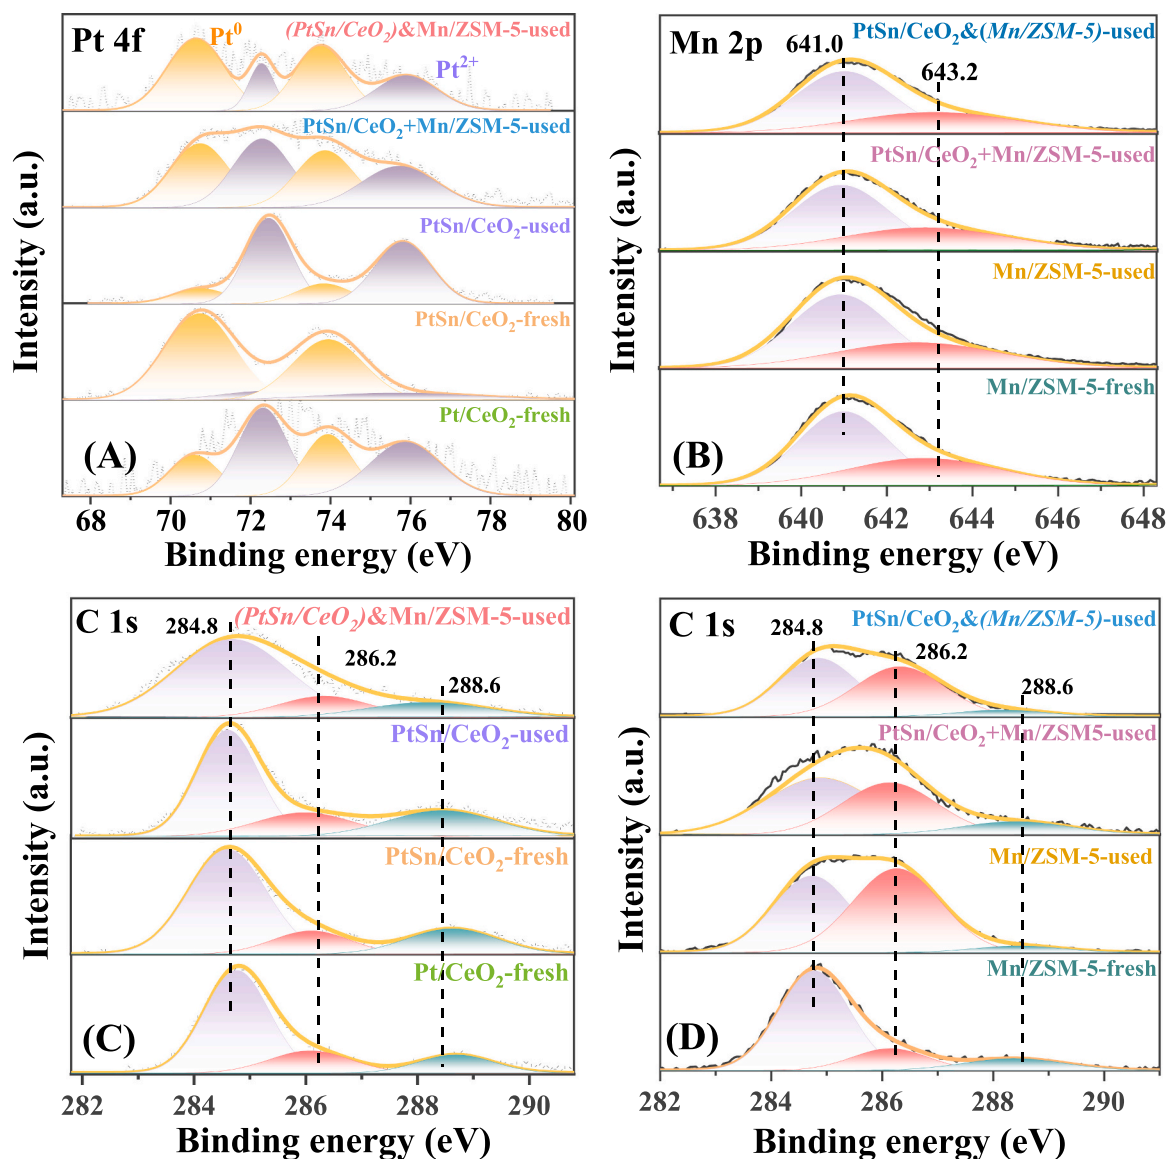 Pt 4f
(PtSn/CeO2)&Mn/ZSM-5-used
Pt0
Pt2+
PtSn/CeO2+Mn/ZSM-5-used
PtSn/CeO2-used
PtSn/CeO2-fresh
Pt/CeO2-fresh
(A)
Intensity (a.u.)
68 70 72 74 76 78 80
Binding energy (eV)
Mn 2p
PtSn/CeO2&(Mn/ZSM-5)-used
641.0
643.2
PtSn/CeO2+Mn/ZSM-5-used
Mn/ZSM-5-used
Mn/ZSM-5-fresh
(B)
Intensity (a.u.)
638 640 642 644 646 648
Binding energy (eV)
C 1s
(PtSn/CeO2)&Mn/ZSM-5-used
284.8
286.2
288.6
PtSn/CeO2-used
PtSn/CeO2-fresh
Pt/CeO2-fresh
(C)
Intensity (a.u.)
282 284 286 288 290
Binding energy (eV)
C 1s
PtSn/CeO2&(Mn/ZSM-5)-used
284.8
286.2
288.6
PtSn/CeO2+Mn/ZSM5-used
Mn/ZSM-5-used
Mn/ZSM-5-fresh
(D)
Intensity (a.u.)
282 284 286 288 290
Binding energy (eV)